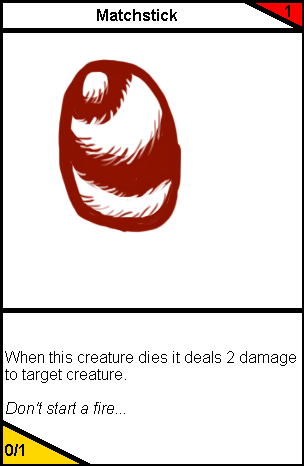 Matchstick
1
When this creature dies it deals 2 damage
to target creature.
Don't start a fire...
0/1